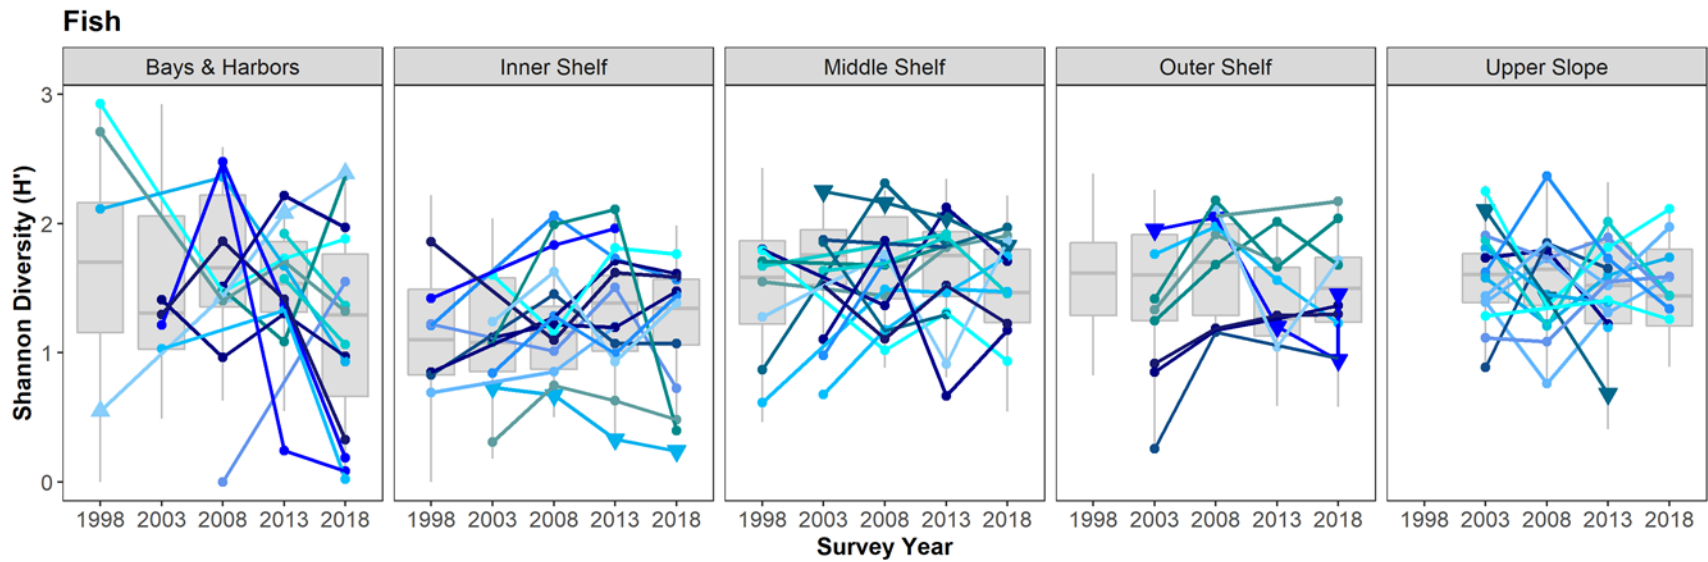 Fish
Bays & Harbors
Inner Shelf
Middle Shelf
Outer Shelf
Upper Slope
Shannon Diversity (H')
3
2
1
0
1998 2003 2008 2013 2018
1998 2003 2008 2013 2018
1998 2003 2008 2013 2018
1998 2003 2008 2013 2018
1998 2003 2008 2013 2018
Survey Year